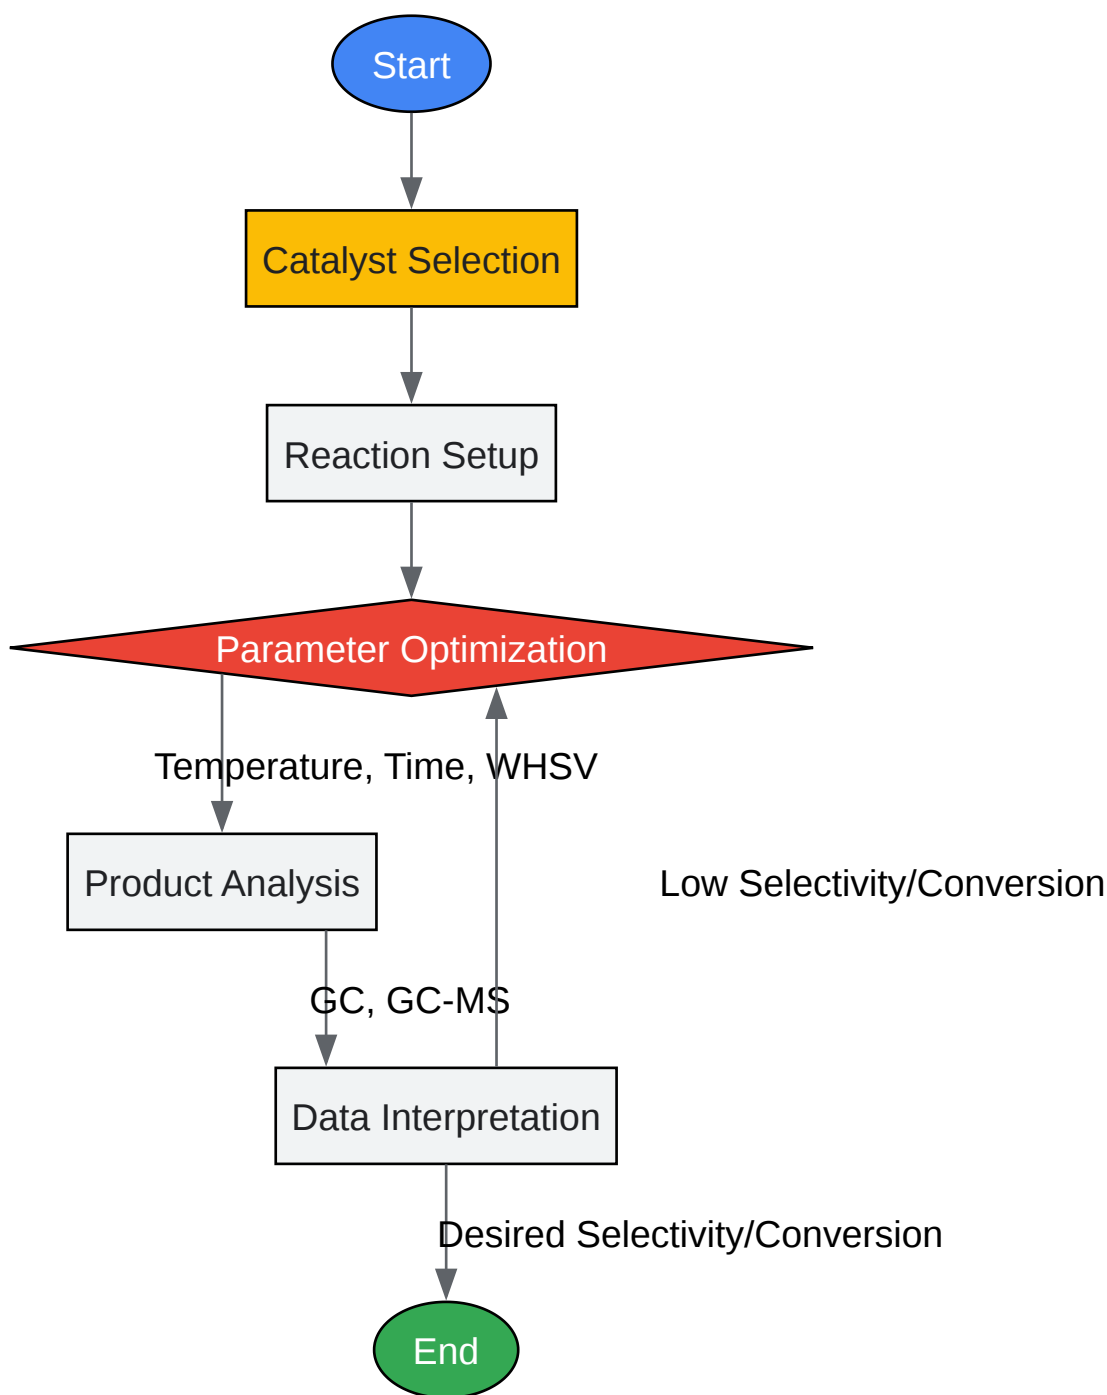 Start
Catalyst Selection
Reaction Setup
Parameter Optimization
Temperature, Time, WHSV
Product Analysis
Low Selectivity/Conversion
GC, GC-MS
Data Interpretation
Desired Selectivity/Conversion
End